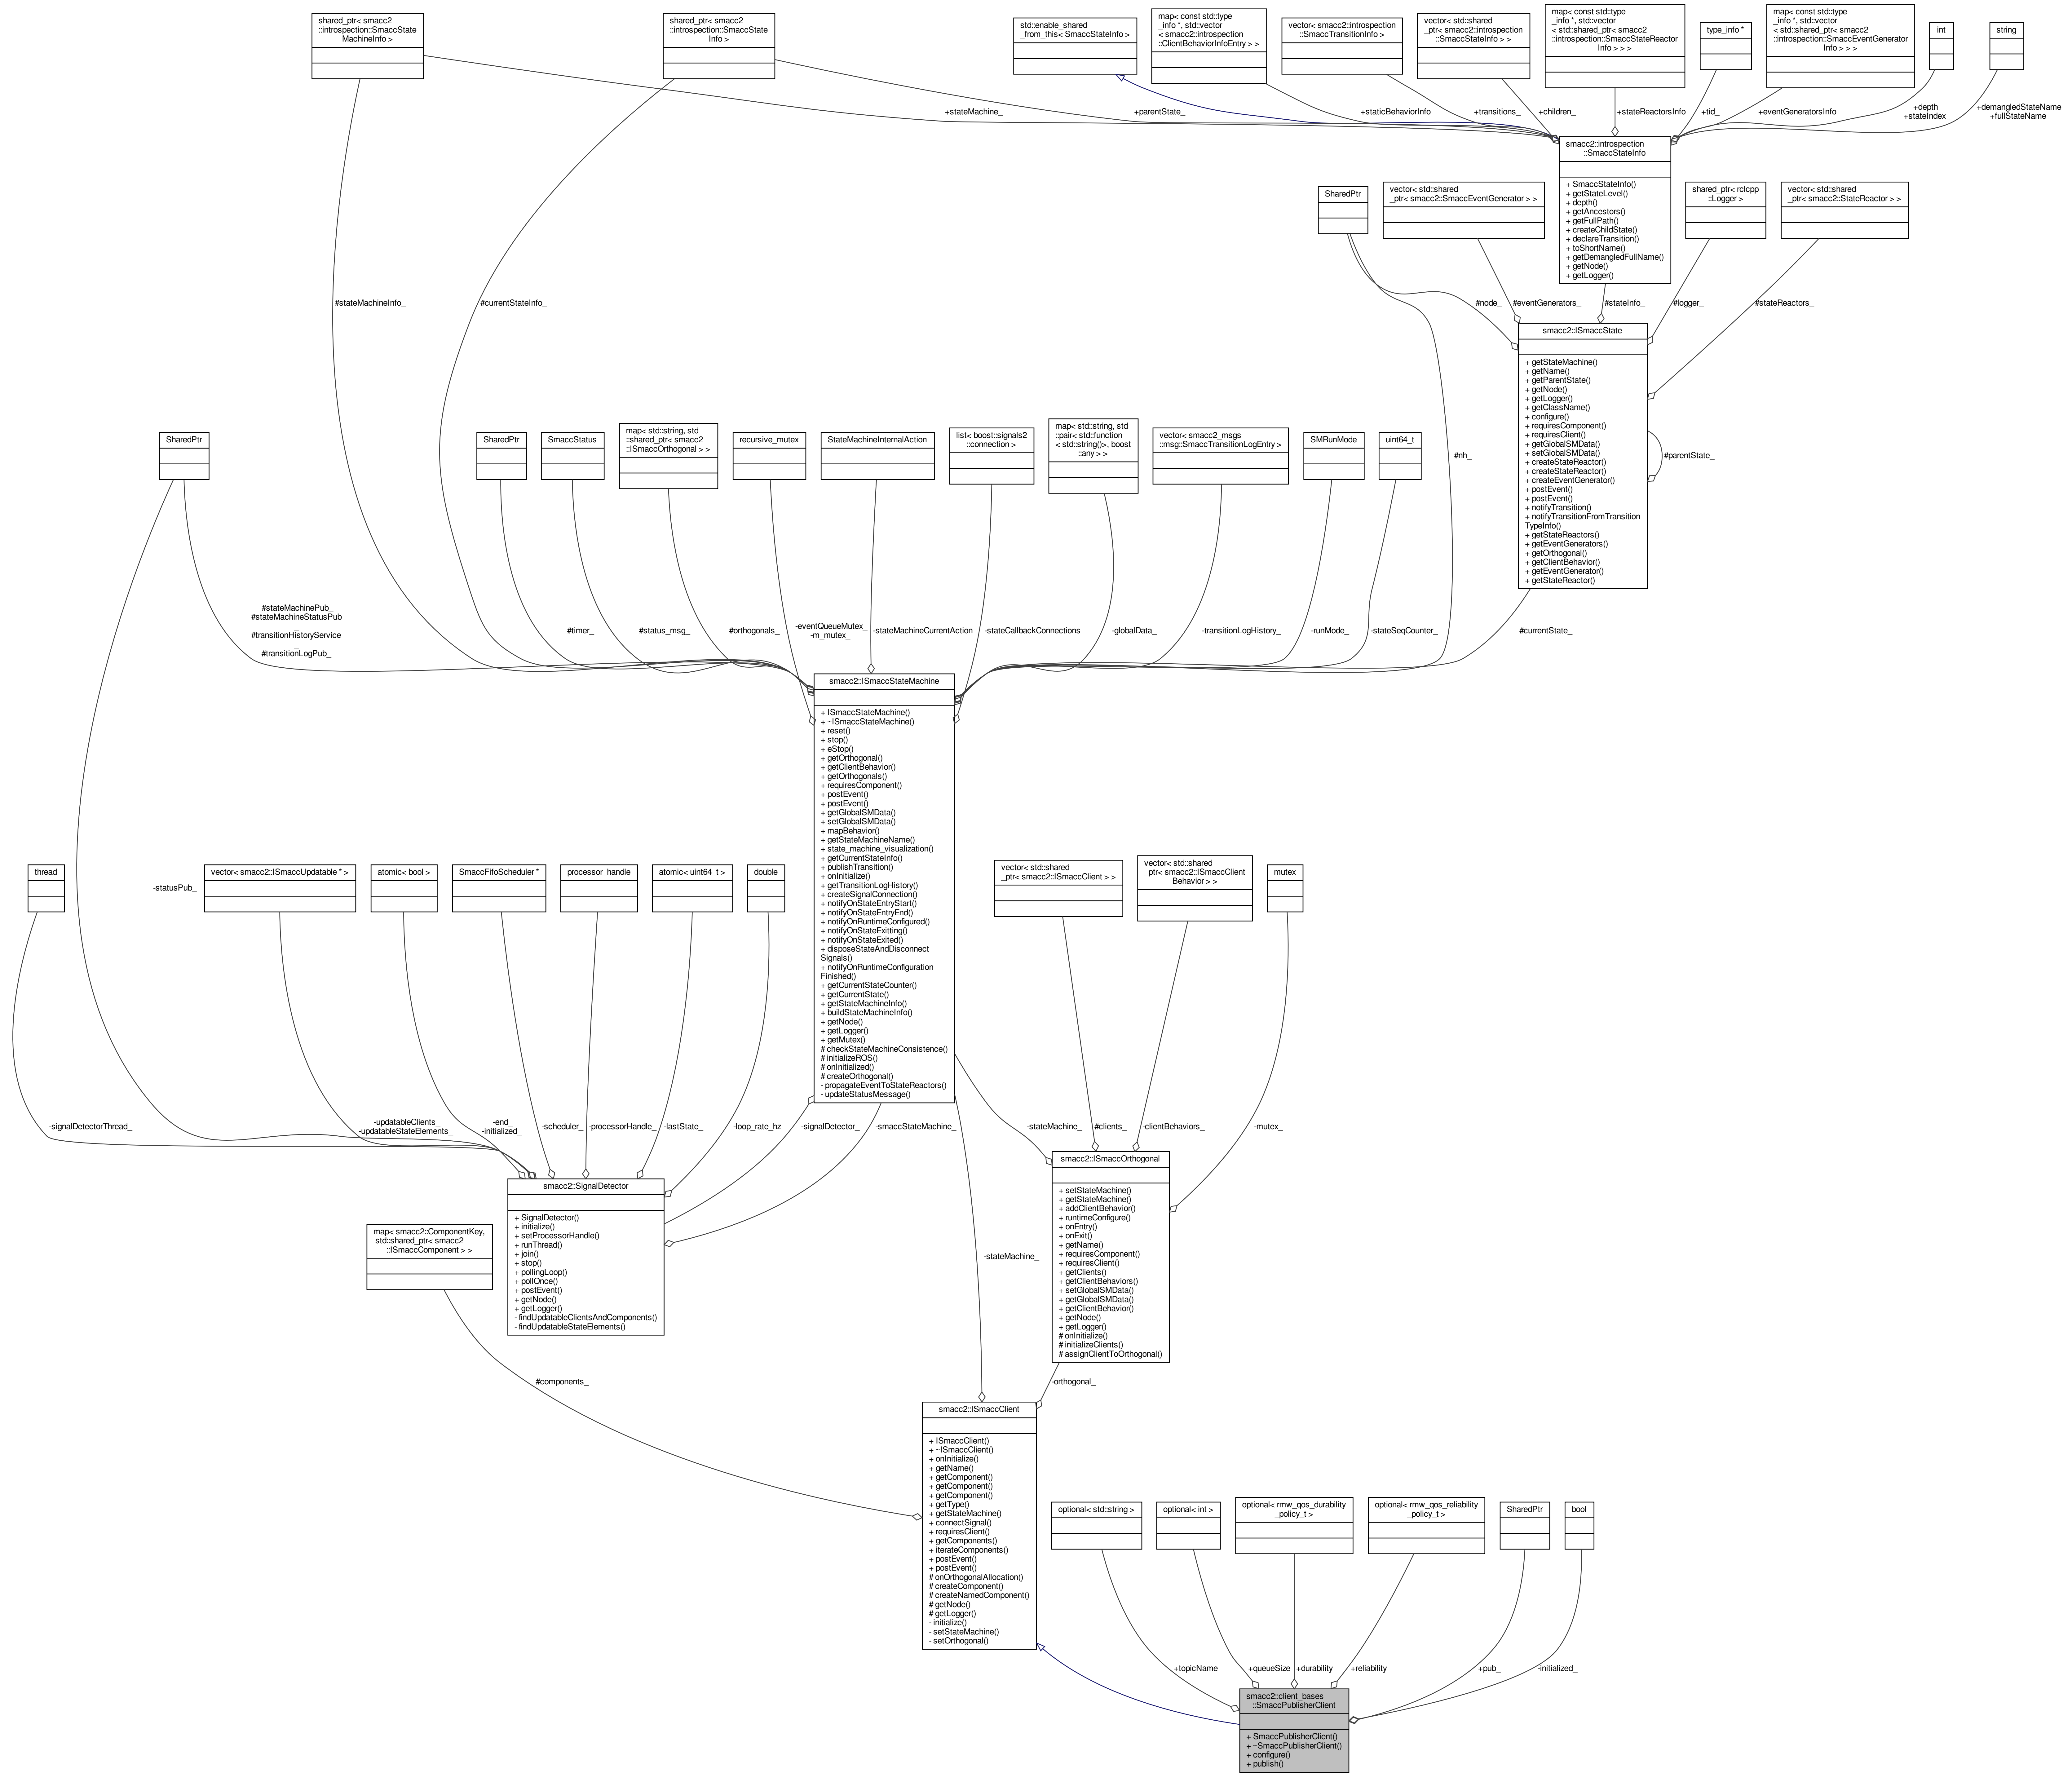 shared_ptr< smacc2
::introspection::SmaccState
MachineInfo >
shared_ptr< smacc2
::introspection::SmaccState
Info >
std::enable_shared
_from_this< SmaccStateInfo >
map< const std::type
_info *, std::vector
< smacc2::introspection
::ClientBehaviorInfoEntry > >
vector< smacc2::introspection
::SmaccTransitionInfo >
vector< std::shared
_ptr< smacc2::introspection
::SmaccStateInfo > >
map< const std::type
_info *, std::vector
< std::shared_ptr< smacc2
::introspection::SmaccStateReactor
Info > > >
type_info *
map< const std::type
_info *, std::vector
< std::shared_ptr< smacc2
::introspection::SmaccEventGenerator
Info > > >
int
string
+stateMachine_
+parentState_
+staticBehaviorInfo
+transitions_
+children_
+stateReactorsInfo
+tid_
+eventGeneratorsInfo
+depth_
+stateIndex_
+demangledStateName
+fullStateName
smacc2::introspection
::SmaccStateInfo
+ SmaccStateInfo()
+ getStateLevel()
+ depth()
+ getAncestors()
+ getFullPath()
+ createChildState()
+ declareTransition()
+ toShortName()
+ getDemangledFullName()
+ getNode()
+ getLogger()
SharedPtr
vector< std::shared
_ptr< smacc2::SmaccEventGenerator > >
shared_ptr< rclcpp
::Logger >
vector< std::shared
_ptr< smacc2::StateReactor > >
#stateMachineInfo_
#currentStateInfo_
#node_
#eventGenerators_
#stateInfo_
#logger_
#stateReactors_
smacc2::ISmaccState
+ getStateMachine()
+ getName()
+ getParentState()
+ getNode()
+ getLogger()
+ getClassName()
+ configure()
+ requiresComponent()
+ requiresClient()
+ getGlobalSMData()
+ setGlobalSMData()
+ createStateReactor()
+ createStateReactor()
+ createEventGenerator()
+ postEvent()
+ postEvent()
+ notifyTransition()
+ notifyTransitionFromTransition
TypeInfo()
+ getStateReactors()
+ getEventGenerators()
+ getOrthogonal()
+ getClientBehavior()
+ getEventGenerator()
+ getStateReactor()
#parentState_
#nh_
SharedPtr
SharedPtr
SmaccStatus
map< std::string, std
::shared_ptr< smacc2
::ISmaccOrthogonal > >
recursive_mutex
StateMachineInternalAction
list< boost::signals2
::connection >
map< std::string, std
::pair< std::function
< std::string()>, boost
::any > >
vector< smacc2_msgs
::msg::SmaccTransitionLogEntry >
SMRunMode
uint64_t
#stateMachinePub_
#stateMachineStatusPub
_
#transitionHistoryService
_
#transitionLogPub_
#timer_
#status_msg_
#orthogonals_
-eventQueueMutex_
-m_mutex_
-stateMachineCurrentAction
-stateCallbackConnections
-globalData_
-transitionLogHistory_
-runMode_
-stateSeqCounter_
#currentState_
smacc2::ISmaccStateMachine
+ ISmaccStateMachine()
+ ~ISmaccStateMachine()
+ reset()
+ stop()
+ eStop()
+ getOrthogonal()
+ getClientBehavior()
+ getOrthogonals()
+ requiresComponent()
+ postEvent()
+ postEvent()
+ getGlobalSMData()
+ setGlobalSMData()
+ mapBehavior()
+ getStateMachineName()
+ state_machine_visualization()
+ getCurrentStateInfo()
+ publishTransition()
+ onInitialize()
+ getTransitionLogHistory()
+ createSignalConnection()
+ notifyOnStateEntryStart()
+ notifyOnStateEntryEnd()
+ notifyOnRuntimeConfigured()
+ notifyOnStateExitting()
+ notifyOnStateExited()
+ disposeStateAndDisconnect
Signals()
+ notifyOnRuntimeConfiguration
Finished()
+ getCurrentStateCounter()
+ getCurrentState()
+ getStateMachineInfo()
+ buildStateMachineInfo()
+ getNode()
+ getLogger()
+ getMutex()
# checkStateMachineConsistence()
# initializeROS()
# onInitialized()
# createOrthogonal()
- propagateEventToStateReactors()
- updateStatusMessage()
thread
-statusPub_
vector< smacc2::ISmaccUpdatable * >
atomic< bool >
SmaccFifoScheduler *
processor_handle
atomic< uint64_t >
double
vector< std::shared
_ptr< smacc2::ISmaccClient > >
vector< std::shared
_ptr< smacc2::ISmaccClient
Behavior > >
mutex
-signalDetectorThread_
-updatableClients_
-updatableStateElements_
-end_
-initialized_
-scheduler_
-processorHandle_
-lastState_
-loop_rate_hz
-signalDetector_
-smaccStateMachine_
-stateMachine_
#clients_
-clientBehaviors_
-mutex_
smacc2::SignalDetector
+ SignalDetector()
+ initialize()
+ setProcessorHandle()
+ runThread()
+ join()
+ stop()
+ pollingLoop()
+ pollOnce()
+ postEvent()
+ getNode()
+ getLogger()
- findUpdatableClientsAndComponents()
- findUpdatableStateElements()
smacc2::ISmaccOrthogonal
+ setStateMachine()
+ getStateMachine()
+ addClientBehavior()
+ runtimeConfigure()
+ onEntry()
+ onExit()
+ getName()
+ requiresComponent()
+ requiresClient()
+ getClients()
+ getClientBehaviors()
+ setGlobalSMData()
+ getGlobalSMData()
+ getClientBehavior()
+ getNode()
+ getLogger()
# onInitialize()
# initializeClients()
# assignClientToOrthogonal()
map< smacc2::ComponentKey,
std::shared_ptr< smacc2
::ISmaccComponent > >
-stateMachine_
#components_
-orthogonal_
smacc2::ISmaccClient
+ ISmaccClient()
+ ~ISmaccClient()
+ onInitialize()
+ getName()
+ getComponent()
+ getComponent()
+ getComponent()
+ getType()
+ getStateMachine()
+ connectSignal()
+ requiresClient()
+ getComponents()
+ iterateComponents()
+ postEvent()
+ postEvent()
# onOrthogonalAllocation()
# createComponent()
# createNamedComponent()
# getNode()
# getLogger()
- initialize()
- setStateMachine()
- setOrthogonal()
optional< std::string >
optional< int >
optional< rmw_qos_durability
_policy_t >
optional< rmw_qos_reliability
_policy_t >
SharedPtr
bool
+topicName
+queueSize
+durability
+reliability
+pub_
-initialized_
smacc2::client_bases
::SmaccPublisherClient
+ SmaccPublisherClient()
+ ~SmaccPublisherClient()
+ configure()
+ publish()